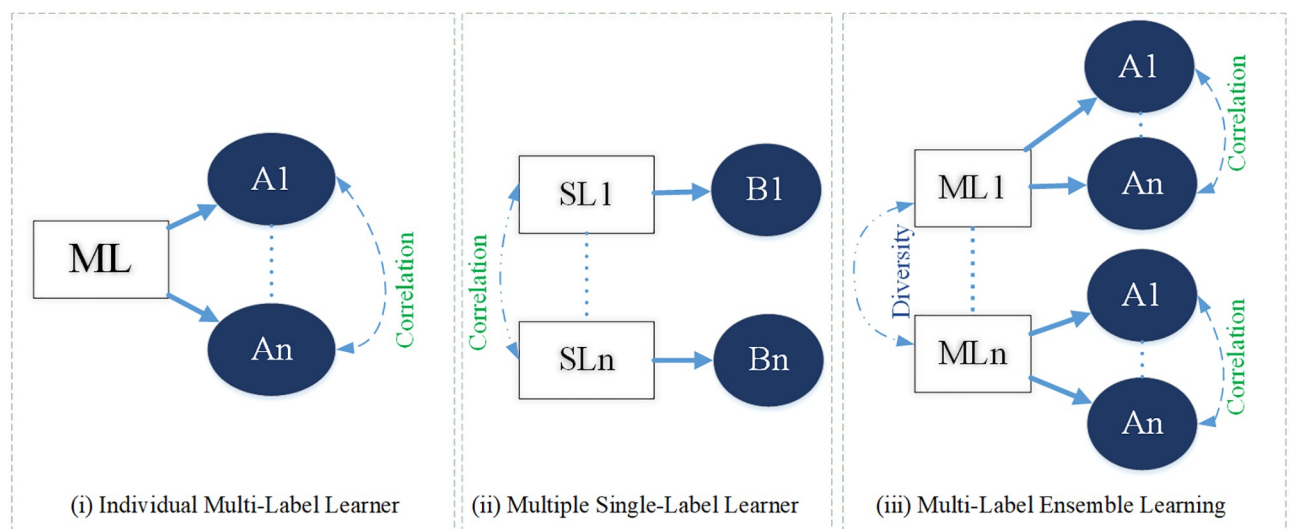 ML
A1
An
Correlation
(i) Individual Multi-Label Learner
Correlation
SL1
B1
SLn
Bn
(ii) Multiple Single-Label Learner
ML1
A1
An
Correlation
Diversity
MLn
A1
An
Correlation
(iii) Multi-Label Ensemble Learning